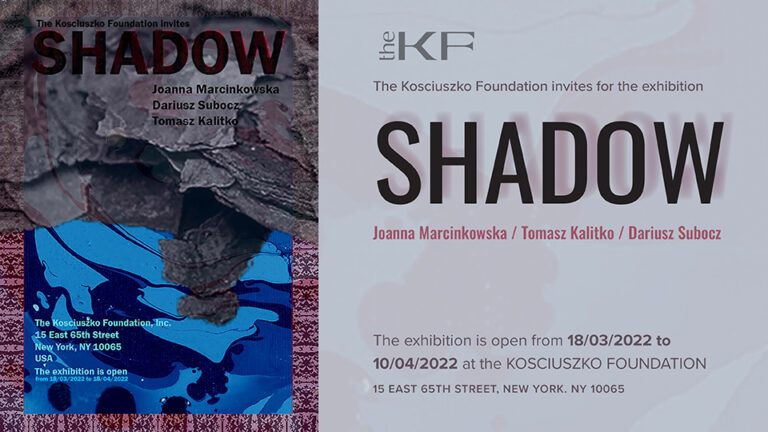 The Kosciuszko Foundation invites
SHADOW
Joanna Marcinkowska
Dariusz Subocz
Tomasz Kalitko
The Kosciuszko Foundation, Inc.
15 East 65th Street
New York, NY 10065
USA
The exhibition is open
from 18/03/2022 to 18/04/2022
the KF
The Kosciuszko Foundation invites for the exhibition
SHADOW
Joanna Marcinkowska / Tomasz Kalitko / Dariusz Subocz
The exhibition is open from 18/03/2022 to
10/04/2022 at the KOSCIUSZKO FOUNDATION
15 EAST 65TH STREET, NEW YORK. NY 10065